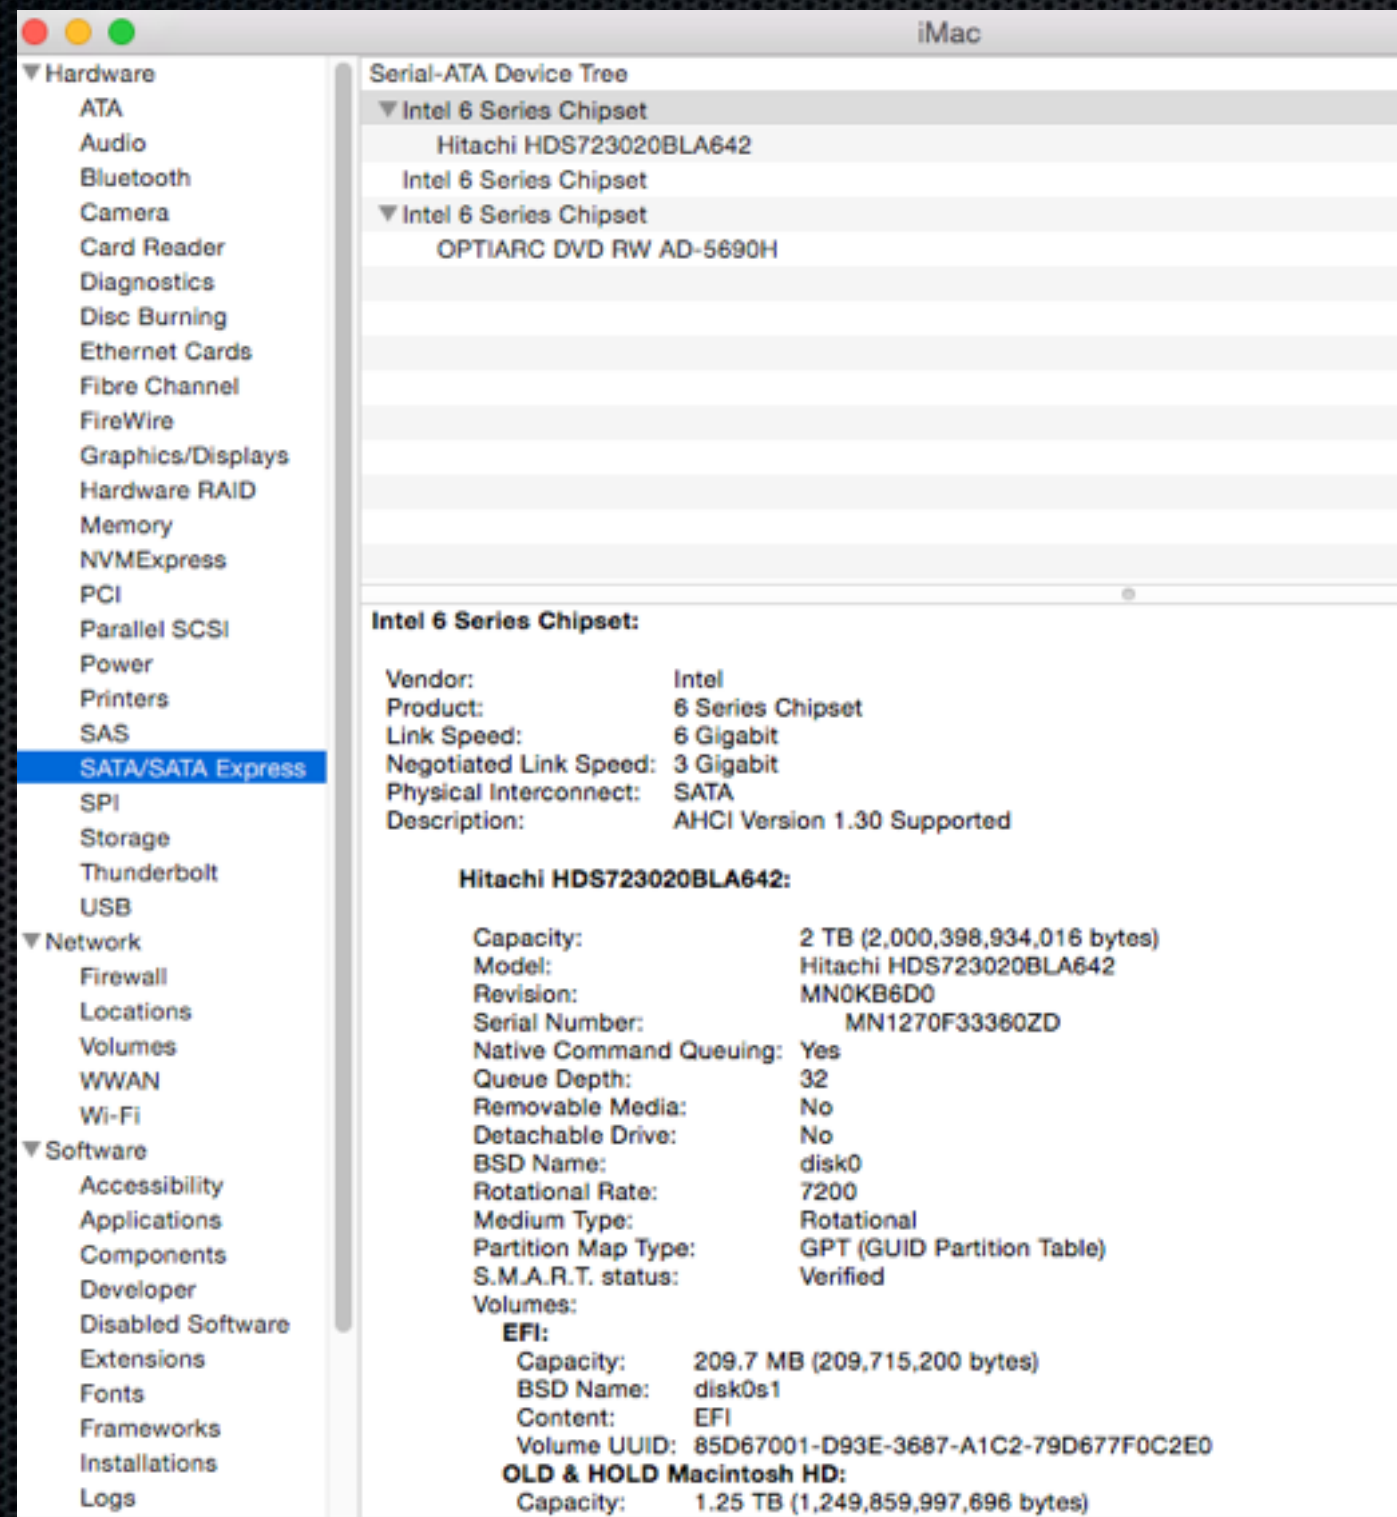 iMac
Hardware
ATA
Audio
Bluetooth
Camera
Card Reader
Diagnostics
Disc Burning
Ethernet Cards
Fibre Channel
FireWire
Graphics/Displays
Hardware RAID
Memory
NVMExpress
PCI
Parallel SCSI
Power
Printers
SAS
SATA/SATA Express
SPI
Storage
Thunderbolt
USB
Network
Firewall
Locations
Volumes
WWAN
Wi-Fi
Software
Accessibility
Applications
Components
Developer
Disabled Software
Extensions
Fonts
Frameworks
Installations
Logs
Serial-ATA Device Tree
Intel 6 Series Chipset
Hitachi HDS723020BLA642
Intel 6 Series Chipset
Intel 6 Series Chipset
OPTIARC DVD RW AD-5690H
Intel 6 Series Chipset:
Vendor: Intel
Product: 6 Series Chipset
Link Speed: 6 Gigabit
Negotiated Link Speed: 3 Gigabit
Physical Interconnect: SATA
Description: AHCI Version 1.30 Supported
Hitachi HDS723020BLA642:
Capacity: 2 TB (2,000,398,934,016 bytes)
Model: Hitachi HDS723020BLA642
Revision: MN0KB6D0
Serial Number: MN1270F33360ZD
Native Command Queuing: Yes
Queue Depth: 32
Removable Media: No
Detachable Drive: No
BSD Name: disk0
Rotational Rate: 7200
Medium Type: Rotational
Partition Map Type: GPT (GUID Partition Table)
S.M.A.R.T. status: Verified
Volumes:
EFI:
Capacity: 209.7 MB (209,715,200 bytes)
BSD Name: disk0s1
Content: EFI
Volume UUID: 85D67001-D93E-3687-A1C2-79D677F0C2E0
OLD & HOLD Macintosh HD:
Capacity: 1.25 TB (1,249,859,997,696 bytes)